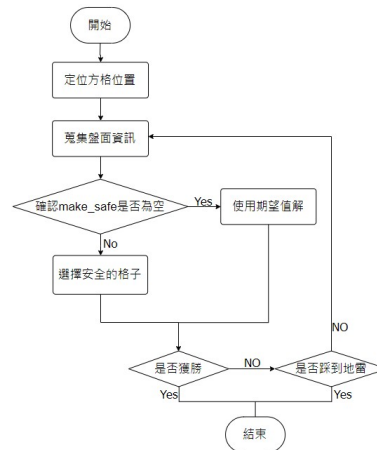 開始
定位方格位置
蒐集盤面資訊
確認make_safe是否為空
Yes
使用期望值解
No
選擇安全的格子
NO
是否獲勝
NO
是否踩到地雷
Yes
Yes
結束